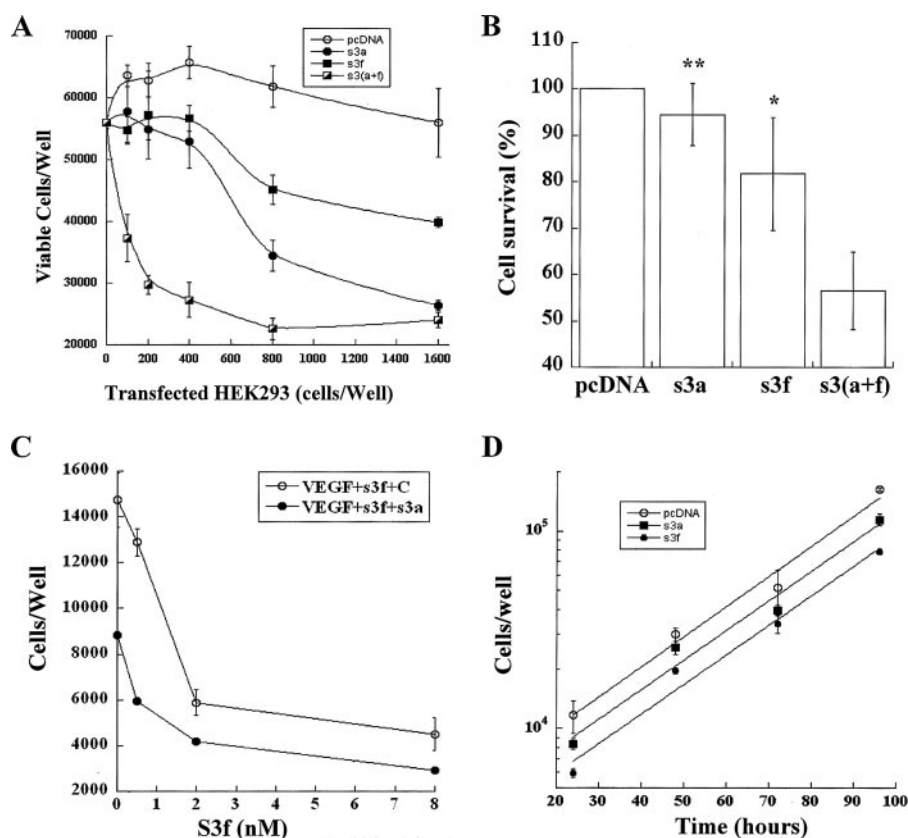 A
70000
60000
50000
40000
30000
20000
Viable Cells/Well
pcDNA
s3a
s3f
s3(a+f)
0 200 400 600 800 1000 1200 1400 1600
Transfected HEK293 (cells/Well)
B
110
100
90
80
70
60
50
40
Cell survival (%)
**
*
pcDNA s3a s3f s3(a+f)
C
16000
14000
12000
10000
8000
6000
4000
2000
Cells/Well
VEGF+s3f+C
VEGF+s3f+s3a
0 1 2 3 4 5 6 7 8
S3f (nM)
D
10⁵
10⁴
Cells/well
pcDNA
s3a
s3f
20 30 40 50 60 70 80 90 100
Time (hours)